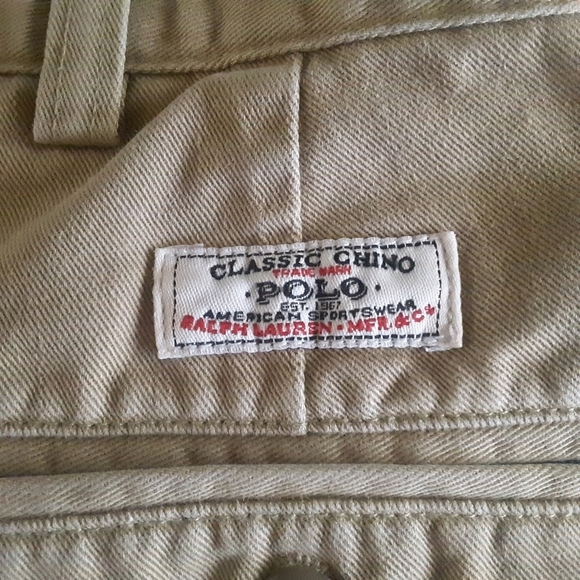 CLASSIC CHINO
TRADE MARK
· POLO ·
EST. 1967
AMERICAN SPORTSWEAR
RALPH LAUREN · MFR. & Co.